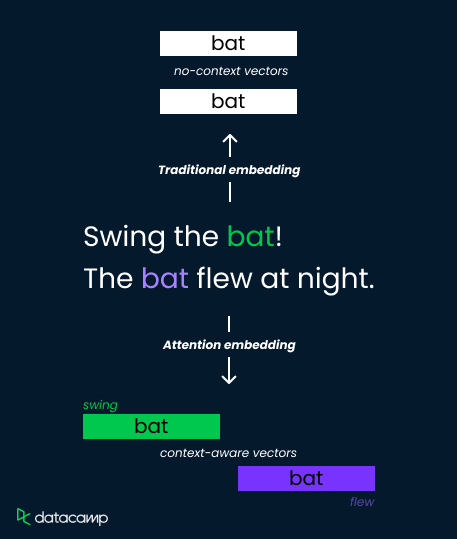 bat
no-context vectors
bat
Traditional embedding
Swing the bat!
The bat flew at night.
Attention embedding
swing
bat
context-aware vectors
bat
flew
datacamp